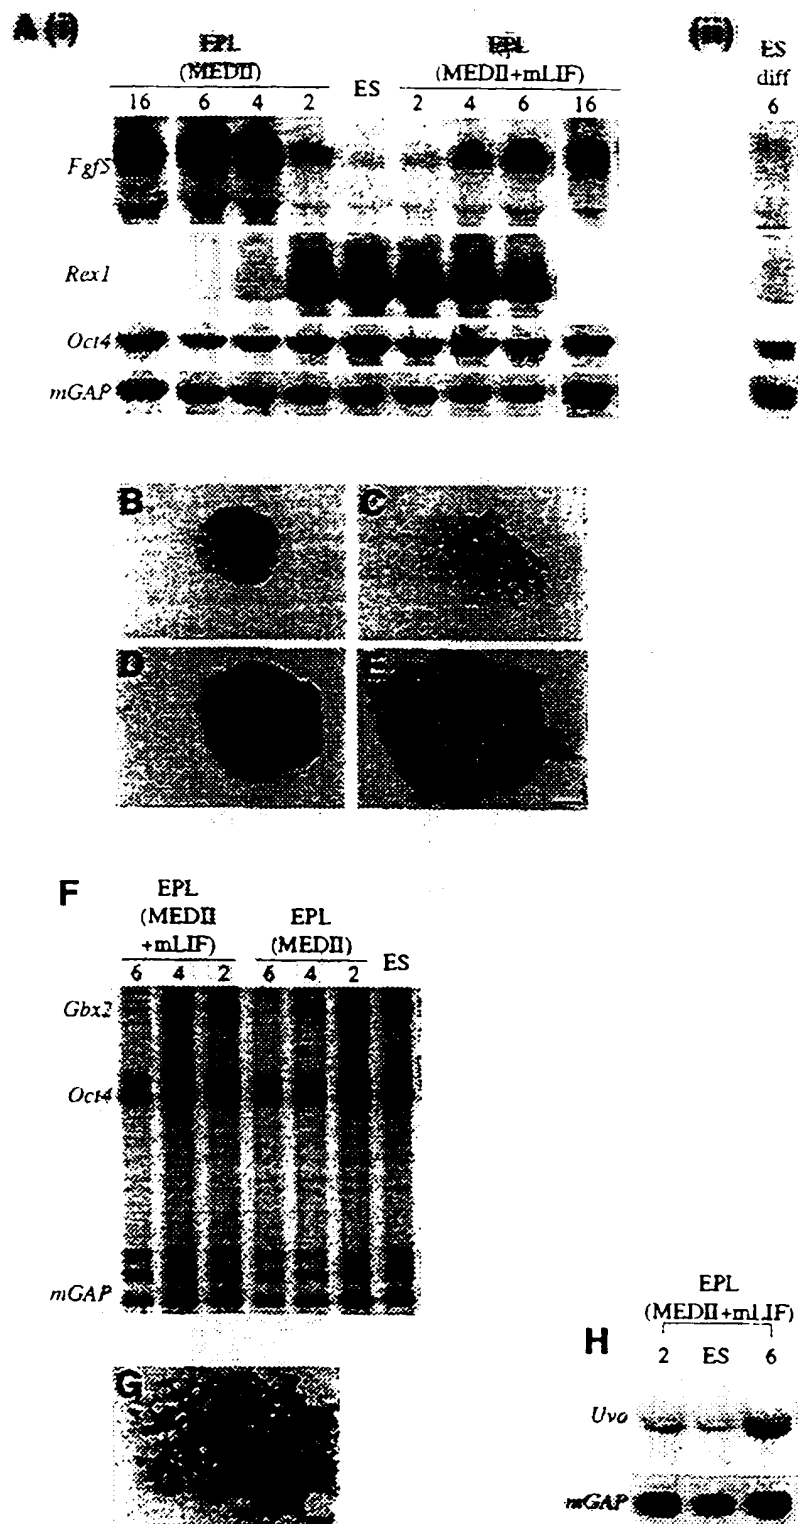 A (i)
EPL
(MEDII)
ES
EPL
(MEDII+mLIF)
(ii)
ES
diff
16 6 4 2 2 4 6 16 6
Fgf5
Rex1
Oct4
mGAP
B
C
D
E
F
EPL
(MEDII
+mLIF)
EPL
(MEDII)
ES
6 4 2 6 4 2
Gbx2
Oct4
mGAP
G
H
EPL
(MEDII+mLIF)
2 ES 6
Uvo
mGAP